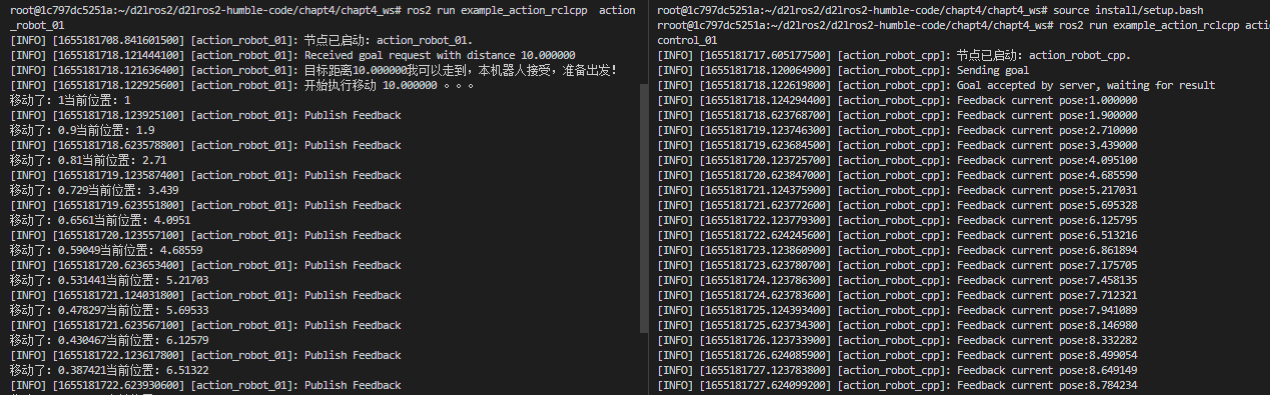 root@1c797dc5251a:~/d2lros2/d2lros2-humble-code/chapt4/chapt4_ws# ros2 run example_action_rclcpp  action
_robot_01
[INFO] [1655181708.841601500] [action_robot_01]: 节点已启动: action_robot_01.
[INFO] [1655181718.121444100] [action_robot_01]: Received goal request with distance 10.000000
[INFO] [1655181718.121636400] [action_robot_01]: 目标距离10.000000我可以走到，本机器人接受，准备出发！
[INFO] [1655181718.122925600] [action_robot_01]: 开始执行移动 10.000000 。。。
移动了: 1当前位置: 1
[INFO] [1655181718.123925100] [action_robot_01]: Publish Feedback
移动了: 0.9当前位置: 1.9
[INFO] [1655181718.623578800] [action_robot_01]: Publish Feedback
移动了: 0.81当前位置: 2.71
[INFO] [1655181719.123587400] [action_robot_01]: Publish Feedback
移动了: 0.729当前位置: 3.439
[INFO] [1655181719.623551800] [action_robot_01]: Publish Feedback
移动了: 0.6561当前位置: 4.0951
[INFO] [1655181720.123557100] [action_robot_01]: Publish Feedback
移动了: 0.59049当前位置: 4.68559
[INFO] [1655181720.623653400] [action_robot_01]: Publish Feedback
移动了: 0.531441当前位置: 5.21703
[INFO] [1655181721.124031800] [action_robot_01]: Publish Feedback
移动了: 0.478297当前位置: 5.69533
[INFO] [1655181721.623567100] [action_robot_01]: Publish Feedback
移动了: 0.430467当前位置: 6.12579
[INFO] [1655181722.123617800] [action_robot_01]: Publish Feedback
移动了: 0.387421当前位置: 6.51322
[INFO] [1655181722.623930600] [action_robot_01]: Publish Feedback
root@1c797dc5251a:~/d2lros2/d2lros2-humble-code/chapt4/chapt4_ws# source install/setup.bash
rroot@1c797dc5251a:~/d2lros2/d2lros2-humble-code/chapt4/chapt4_ws# ros2 run example_action_rclcpp acti
control_01
[INFO] [1655181717.605177500] [action_robot_cpp]: 节点已启动: action_robot_cpp.
[INFO] [1655181718.120064900] [action_robot_cpp]: Sending goal
[INFO] [1655181718.122619800] [action_robot_cpp]: Goal accepted by server, waiting for result
[INFO] [1655181718.124294400] [action_robot_cpp]: Feedback current pose:1.000000
[INFO] [1655181718.623768700] [action_robot_cpp]: Feedback current pose:1.900000
[INFO] [1655181719.123746300] [action_robot_cpp]: Feedback current pose:2.710000
[INFO] [1655181719.623684500] [action_robot_cpp]: Feedback current pose:3.439000
[INFO] [1655181720.123725700] [action_robot_cpp]: Feedback current pose:4.095100
[INFO] [1655181720.623847000] [action_robot_cpp]: Feedback current pose:4.685590
[INFO] [1655181721.124375900] [action_robot_cpp]: Feedback current pose:5.217031
[INFO] [1655181721.623772600] [action_robot_cpp]: Feedback current pose:5.695328
[INFO] [1655181722.123779300] [action_robot_cpp]: Feedback current pose:6.125795
[INFO] [1655181722.624245600] [action_robot_cpp]: Feedback current pose:6.513216
[INFO] [1655181723.123860900] [action_robot_cpp]: Feedback current pose:6.861894
[INFO] [1655181723.623780700] [action_robot_cpp]: Feedback current pose:7.175705
[INFO] [1655181724.123786300] [action_robot_cpp]: Feedback current pose:7.458135
[INFO] [1655181724.623783600] [action_robot_cpp]: Feedback current pose:7.712321
[INFO] [1655181725.124393400] [action_robot_cpp]: Feedback current pose:7.941089
[INFO] [1655181725.623734300] [action_robot_cpp]: Feedback current pose:8.146980
[INFO] [1655181726.123733900] [action_robot_cpp]: Feedback current pose:8.332282
[INFO] [1655181726.624085900] [action_robot_cpp]: Feedback current pose:8.499054
[INFO] [1655181727.123783800] [action_robot_cpp]: Feedback current pose:8.649149
[INFO] [1655181727.624099200] [action_robot_cpp]: Feedback current pose:8.784234